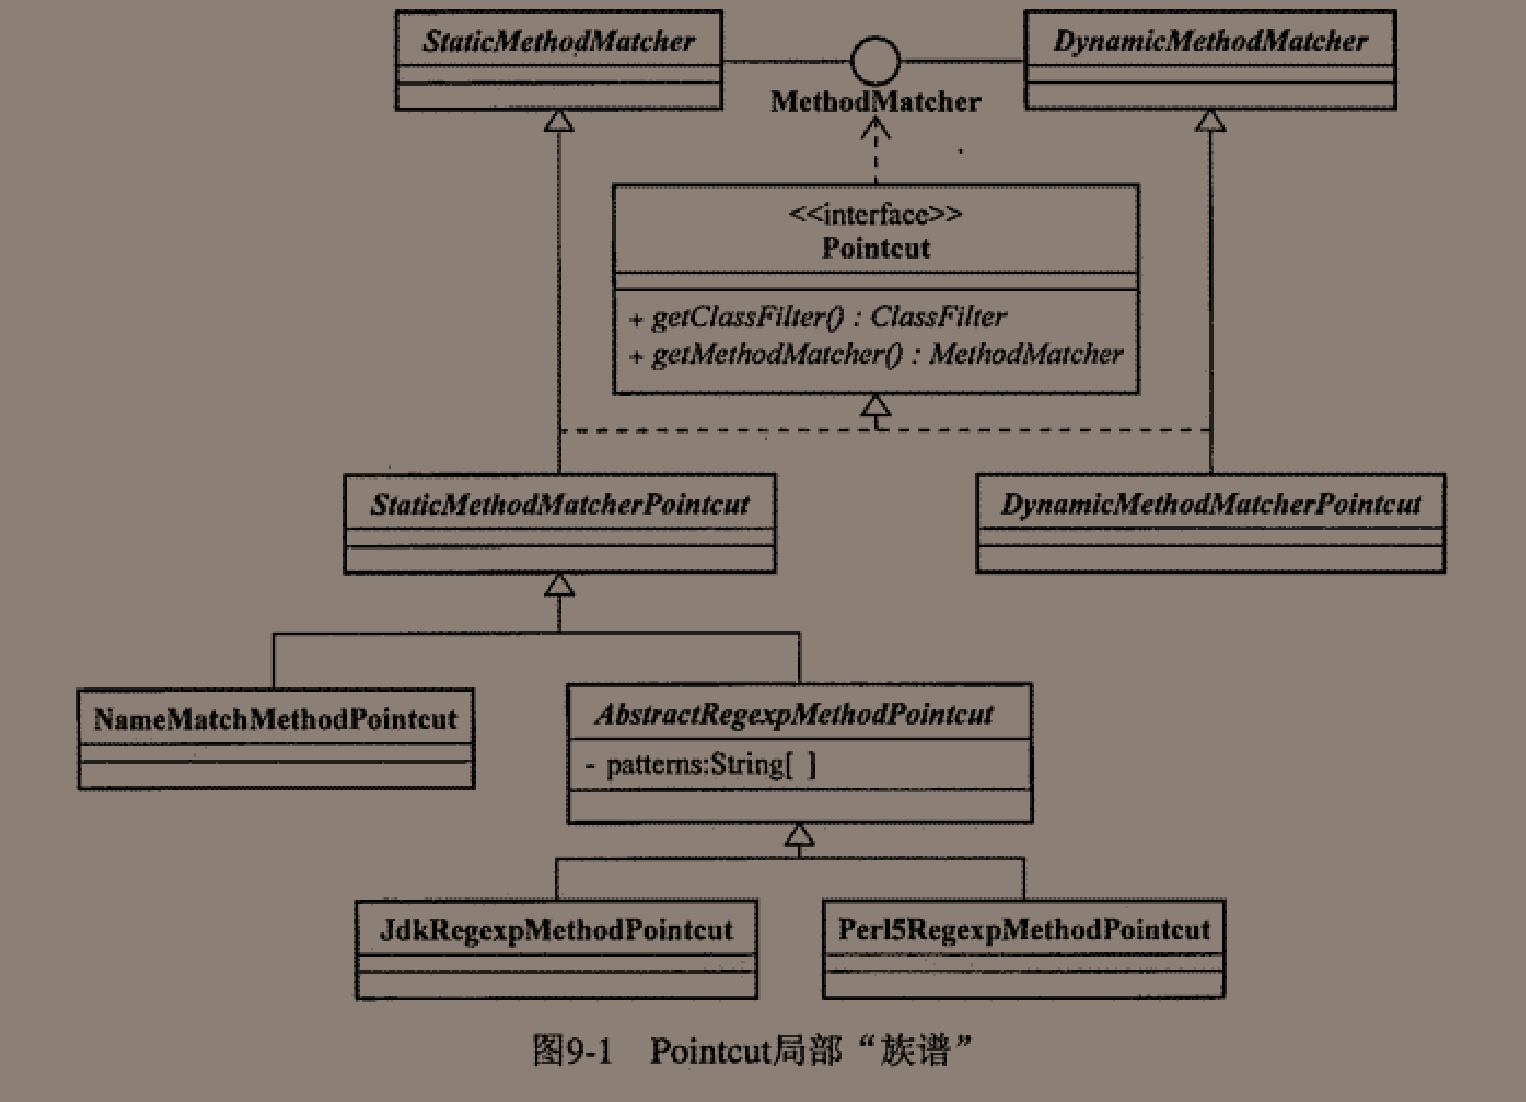 StaticMethodMatcher
DynamicMethodMatcher
MethodMatcher
<<interface>>
Pointcut
+ getClassFilter() : ClassFilter
+ getMethodMatcher() : MethodMatcher
StaticMethodMatcherPointcut
DynamicMethodMatcherPointcut
NameMatchMethodPointcut
AbstractRegexpMethodPointcut
- patterns:String[ ]
JdkRegexpMethodPointcut
Perl5RegexpMethodPointcut
图9-1 Pointcut局部“族谱”